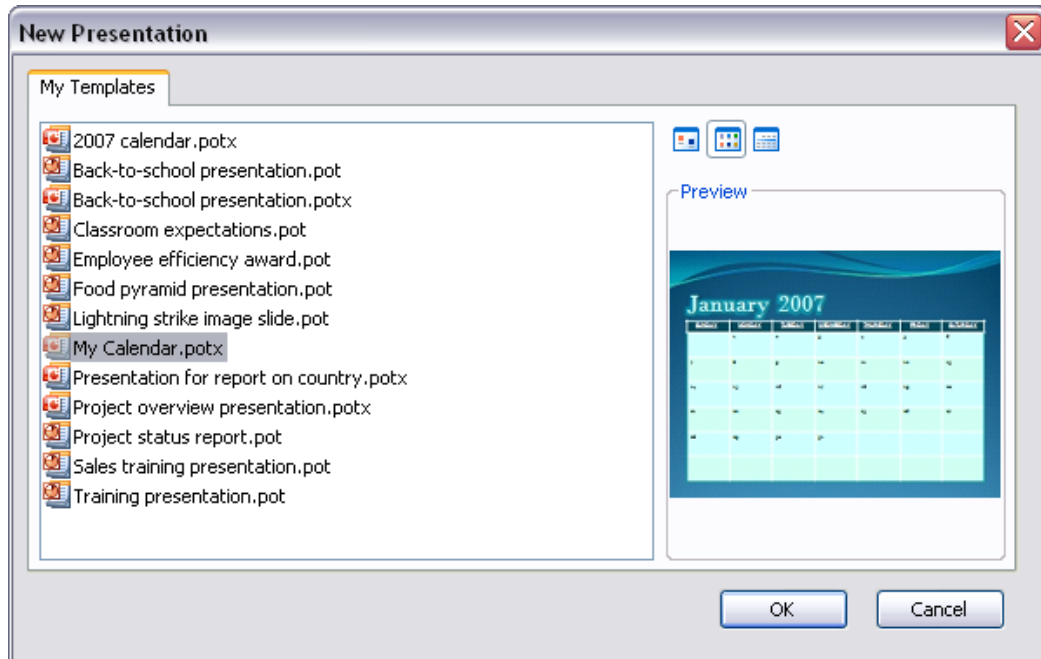 New Presentation
My Templates
2007 calendar.potx
Back-to-school presentation.pot
Back-to-school presentation.potx
Classroom expectations.pot
Employee efficiency award.pot
Food pyramid presentation.pot
Lightning strike image slide.pot
My Calendar.potx
Presentation for report on country.potx
Project overview presentation.potx
Project status report.pot
Sales training presentation.pot
Training presentation.pot
Preview
January 2007
OK
Cancel